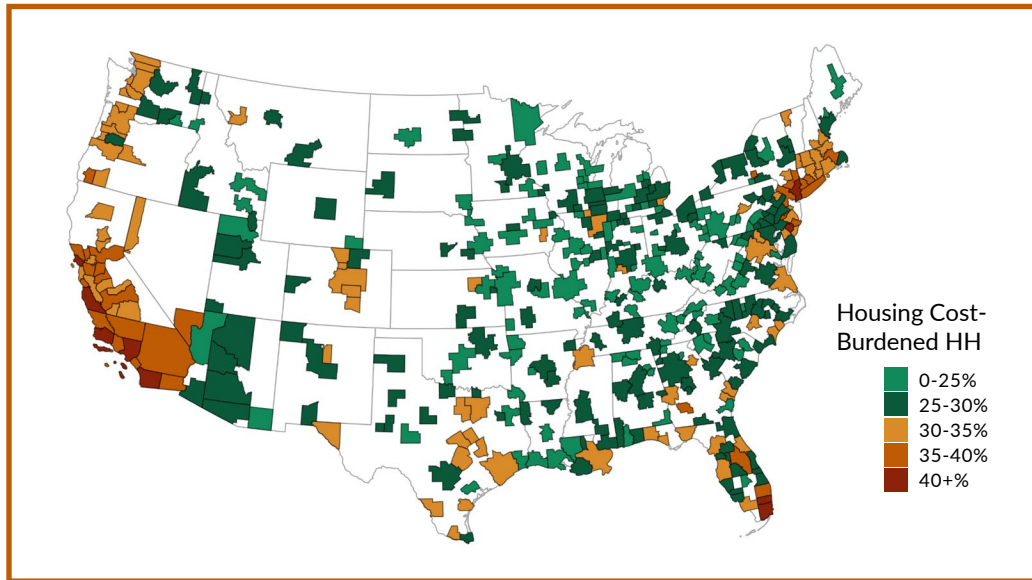 Housing Cost-
Burdened HH
0-25%
25-30%
30-35%
35-40%
40+%